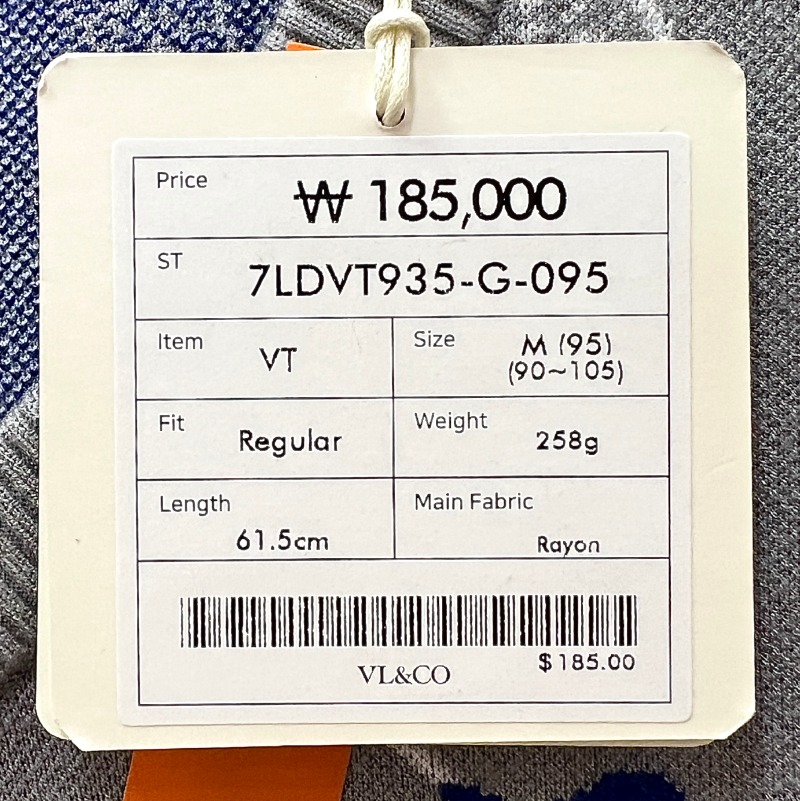 Price ₩ 185,000
ST 7LDVT935-G-095
Item VT Size M (95)
(90~105)
Fit Regular Weight 258g
Length 61.5cm Main Fabric Rayon
$185.00
VL&CO